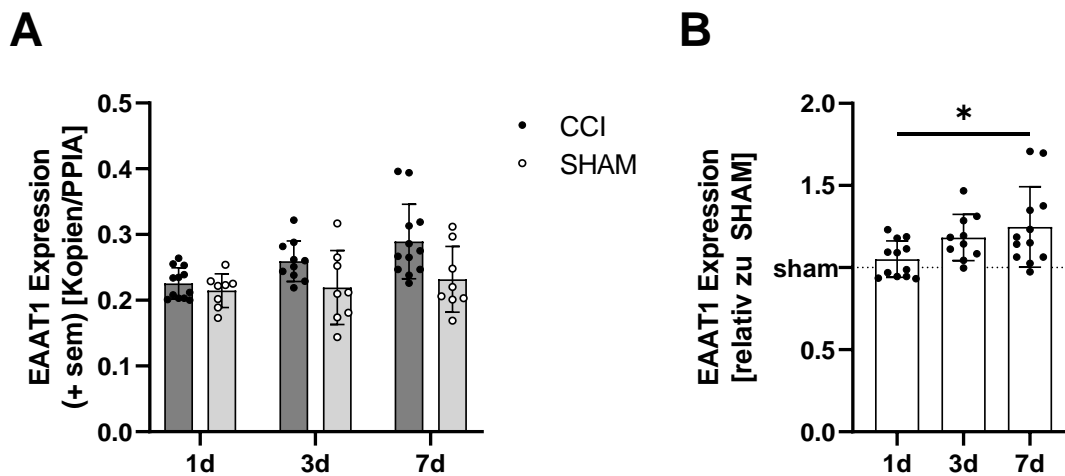 A
EAAT1 Expression
(+ sem) [Kopien/PPIA]
0.5
0.4
0.3
0.2
0.1
0.0
1d
3d
7d
CCI
SHAM
B
EAAT1 Expression
[relativ zu SHAM]
2.0
1.5
sham
0.5
0.0
*
1d
3d
7d